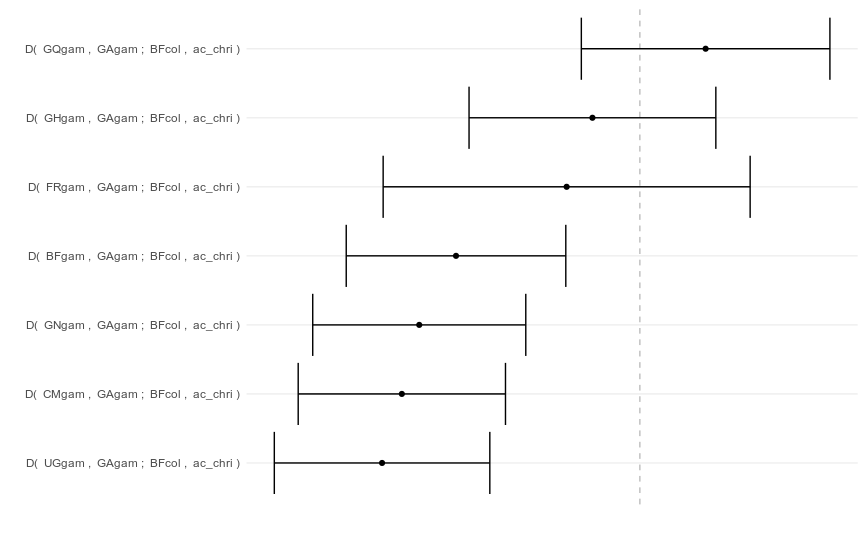 D( GQgam , GAgam ; BFcol , ac_chri )
D( GHgam , GAgam ; BFcol , ac_chri )
D( FRgam , GAgam ; BFcol , ac_chri )
D( BFgam , GAgam ; BFcol , ac_chri )
D( GNgam , GAgam ; BFcol , ac_chri )
D( CMgam , GAgam ; BFcol , ac_chri )
D( UGgam , GAgam ; BFcol , ac_chri )